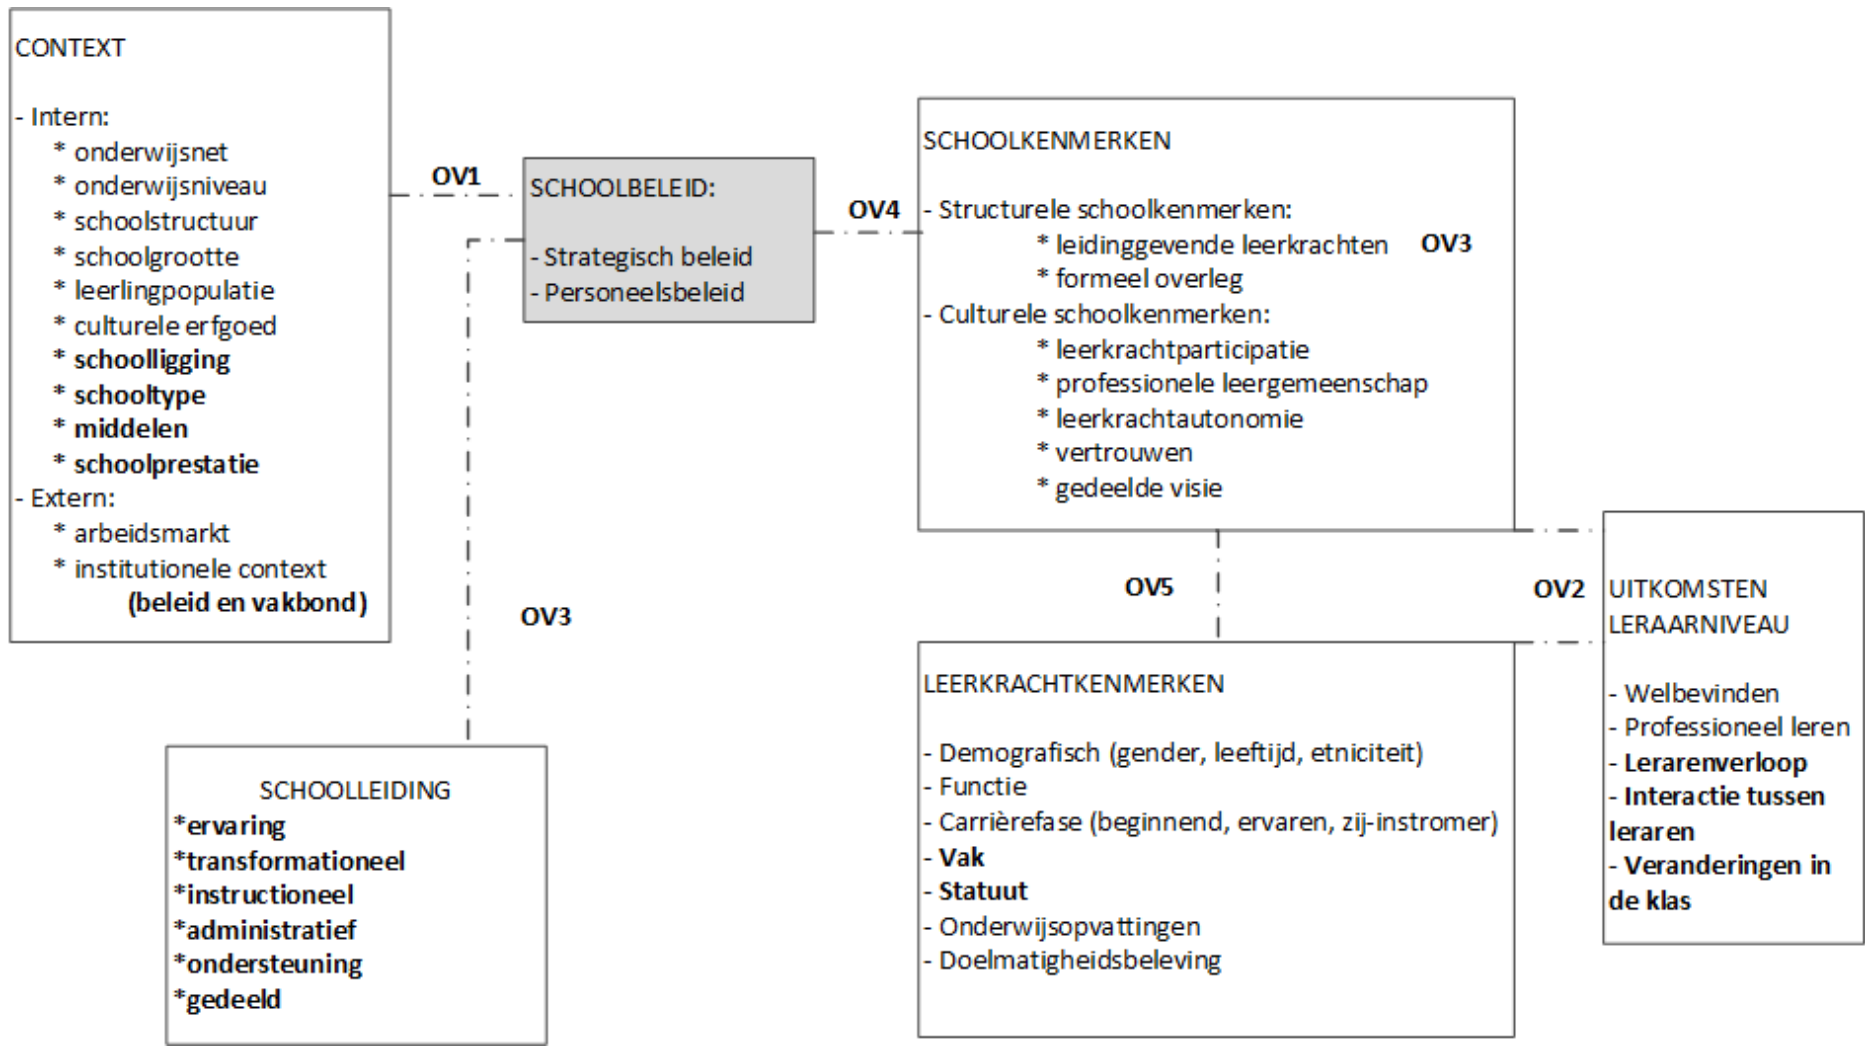 CONTEXT
- Intern:
* onderwijsnet
* onderwijsniveau
* schoolstructuur
* schoolgrootte
* leerlingpopulatie
* culturele erfgoed
* schoolligging
* schooltype
* middelen
* schoolprestatie
- Extern:
* arbeidsmarkt
* institutionele context
(beleid en vakbond)
OV1
SCHOOLBELEID:
- Strategisch beleid
- Personeelsbeleid
OV3
SCHOOLLEIDING
*ervaring
*transformationeel
*instructioneel
*administratief
*ondersteuning
*gedeeld
OV4
SCHOOLKENMERKEN
- Structurele schoolkenmerken:
* leidinggevende leerkrachten OV3
* formeel overleg
- Culturele schoolkenmerken:
* leerkrachtparticipatie
* professionele leergemeenschap
* leerkrachtautonomie
* vertrouwen
* gedeelde visie
OV5
LEERKRACHTKENMERKEN
- Demografisch (gender, leeftijd, etniciteit)
- Functie
- Carrièrefase (beginnend, ervaren, zij-instromer)
- Vak
- Statuut
- Onderwijsopvattingen
- Doelmatigheidsbeleving
OV2
UITKOMSTEN
LERAARNIVEAU
- Welbevinden
- Professioneel leren
- Lerarenverloop
- Interactie tussen
leraren
- Veranderingen in
de klas